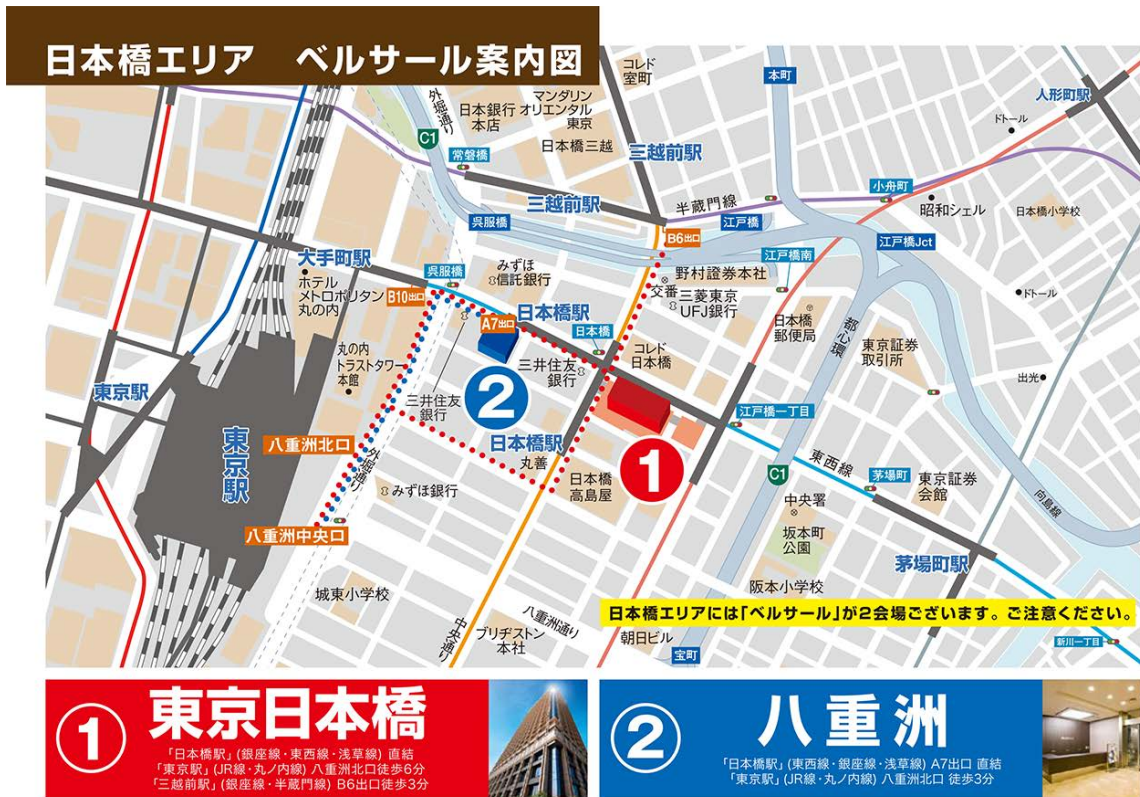 日本橋エリア ベルサール案内図
コレド
室町
本町
人形町駅
ドトール
外堀通り
C1
日本銀行
本店
マンダリン
オリエンタル
東京
日本橋三越
三越前駅
常盤橋
三越前駅
半蔵門線
小舟町
昭和シェル
日本橋小学校
呉服橋
B6出口
江戸橋
江戸橋Jct
大手町駅
呉服橋
みずほ
信託銀行
野村證券本社
江戸橋南
ホテル
メトロポリタン
丸の内
B10出口
交番
三菱東京
UFJ銀行
ドトール
日本橋駅
A7出口
日本橋
コレド
日本橋
日本橋
郵便局
都心環
東京証券
取引所
丸の内
トラストタワー
本館
三井住友
銀行
三井住友
銀行
出光
東京駅
2
江戸橋一丁目
東京駅
八重洲北口
日本橋駅
丸善
1
東西線
外堀通り
みずほ銀行
日本橋
高島屋
C1
茅場町
東京証券
会館
中央署
向島線
八重洲中央口
坂本町
公園
茅場町駅
城東小学校
阪本小学校
八重洲通り
日本橋エリアには「ベルサール」が2会場ございます。ご注意ください。
中央通り
ブリヂストン
本社
朝日ビル
宝町
新川一丁目
1
東京日本橋
「日本橋駅」(銀座線・東西線・浅草線) 直結
「東京駅」(JR線・丸ノ内線) 八重洲北口徒歩6分
「三越前駅」(銀座線・半蔵門線) B6出口徒歩3分
2
八重洲
「日本橋駅」(東西線・銀座線・浅草線) A7出口 直結
「東京駅」(JR線・丸ノ内線) 八重洲北口 徒歩3分